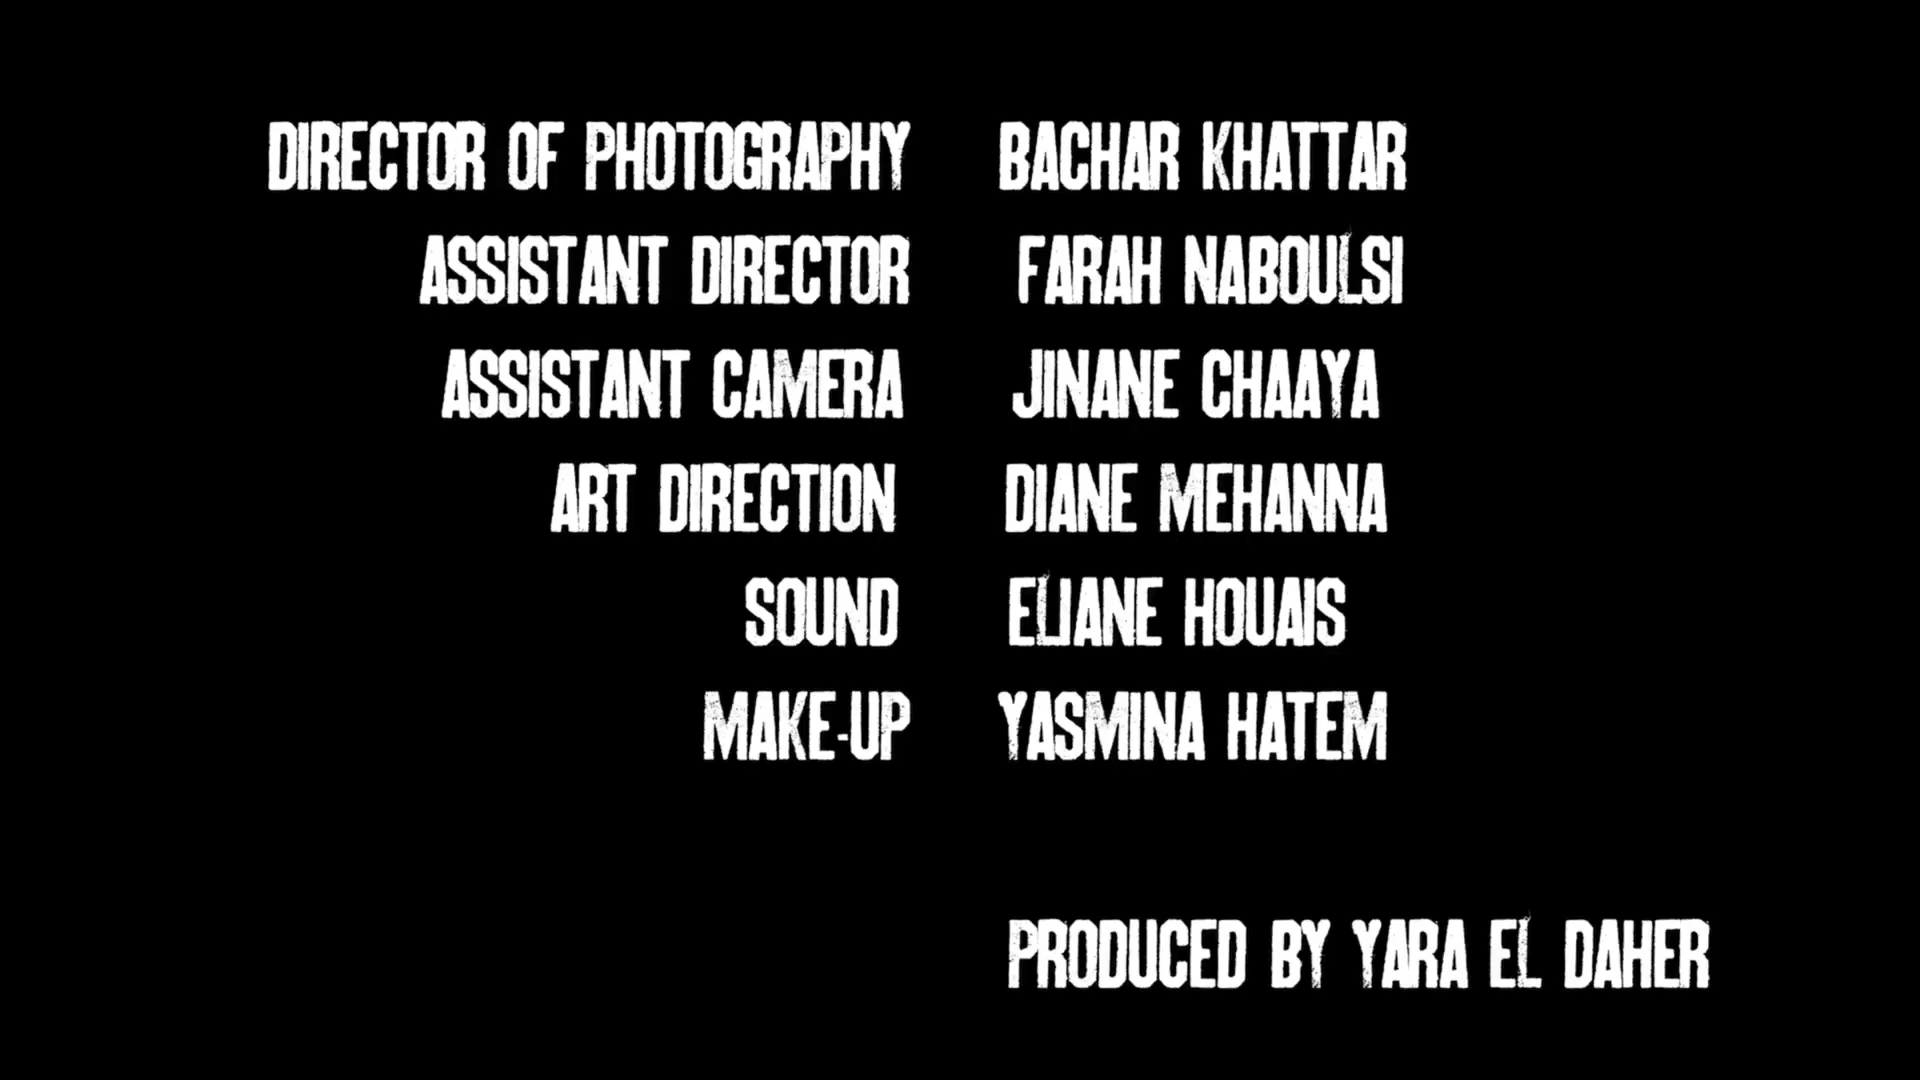 DIRECTOR OF PHOTOGRAPHY BACHAR KHATTAR
ASSISTANT DIRECTOR FARAH NABOULSI
ASSISTANT CAMERA JINANE CHAAYA
ART DIRECTION DIANE MEHANNA
SOUND ELIANE HOUAIS
MAKE-UP YASMINA HATEM
PRODUCED BY YARA EL DAHER